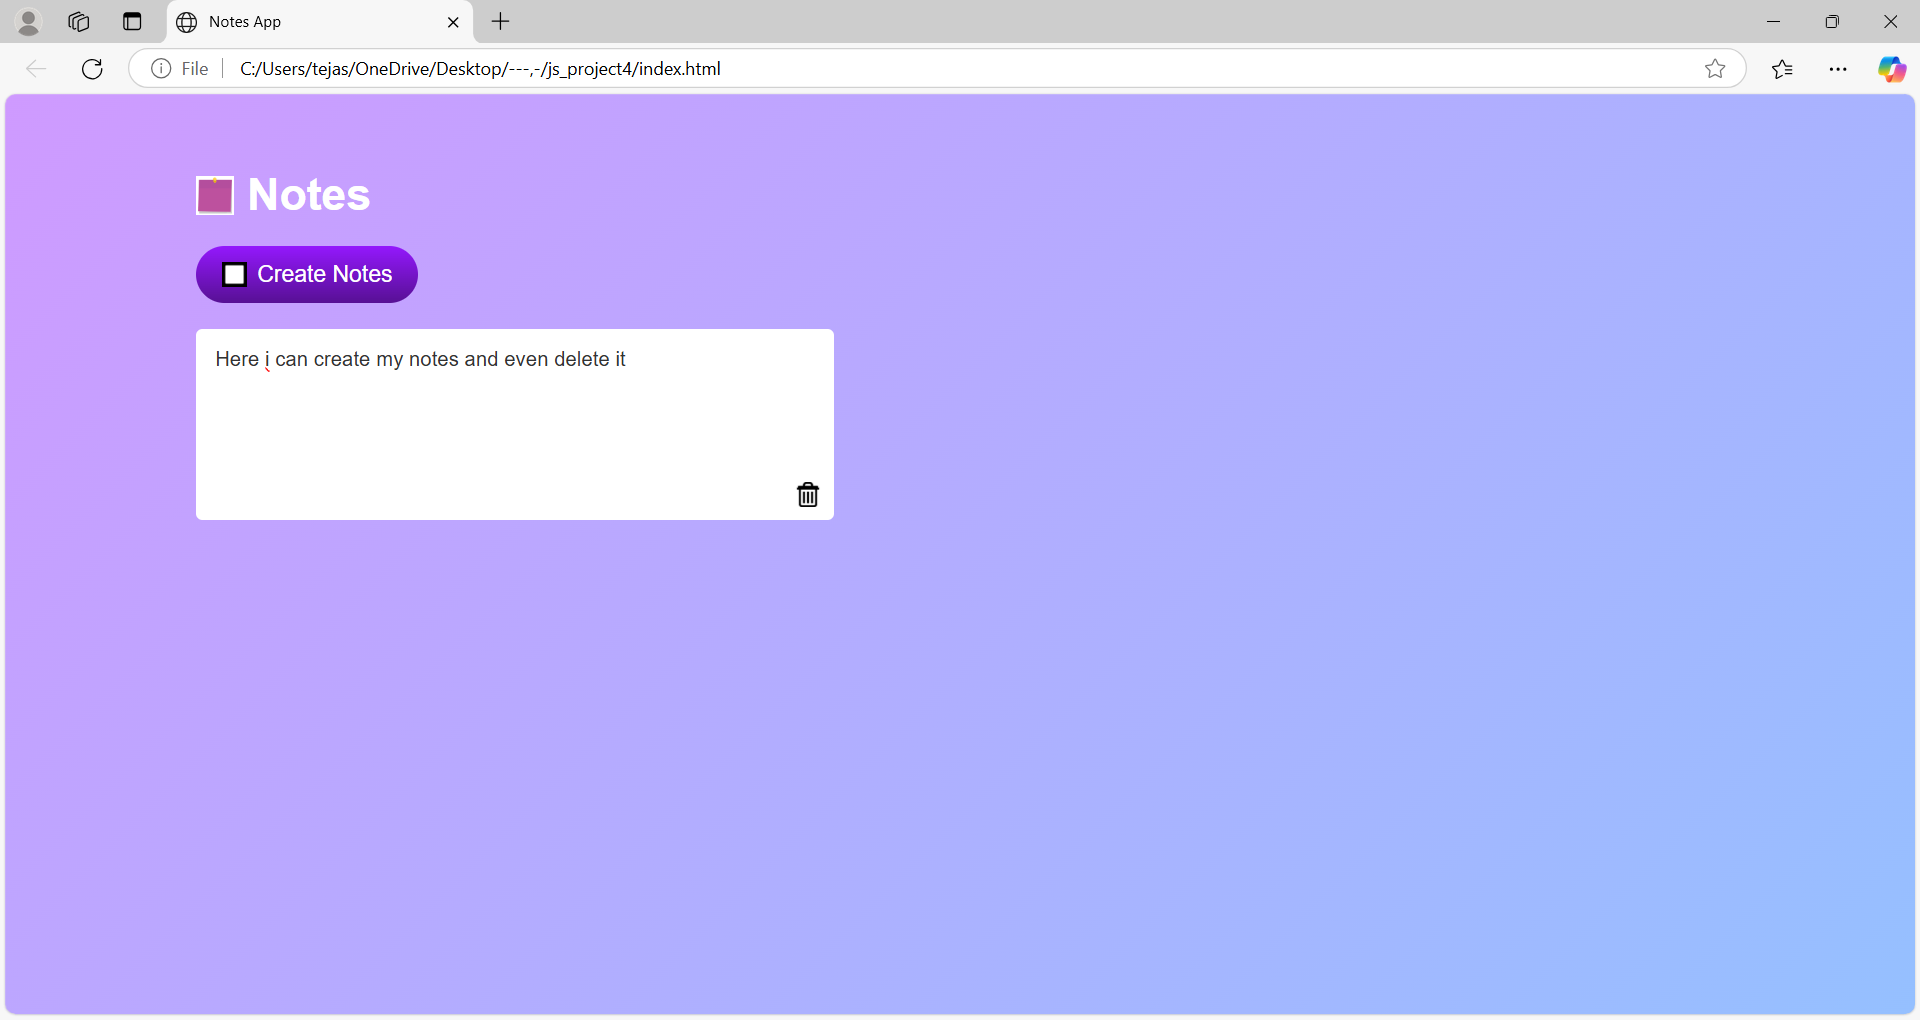 Notes App
File C:/Users/tejas/OneDrive/Desktop/---,-/js_project4/index.html
Notes
Create Notes
Here i can create my notes and even delete it